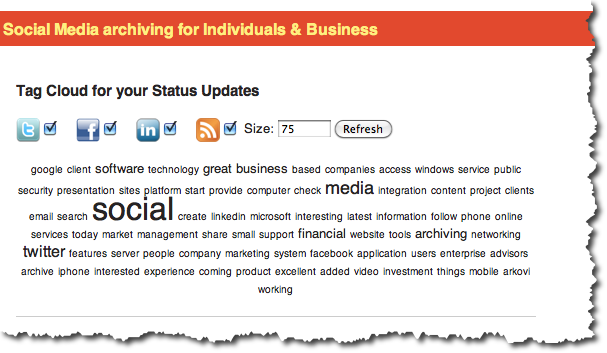 Social Media archiving for Individuals & Business
Tag Cloud for your Status Updates
t f in Size: 75 Refresh
google client software technology great business based companies access windows service public
security presentation sites platform start provide computer check media integration content project clients
email search social create linkedin microsoft interesting latest information follow phone online
services today market management share small support financial website tools archiving networking
twitter features server people company marketing system facebook application users enterprise advisors
archive iphone interested experience coming product excellent added video investment things mobile arkovi
working